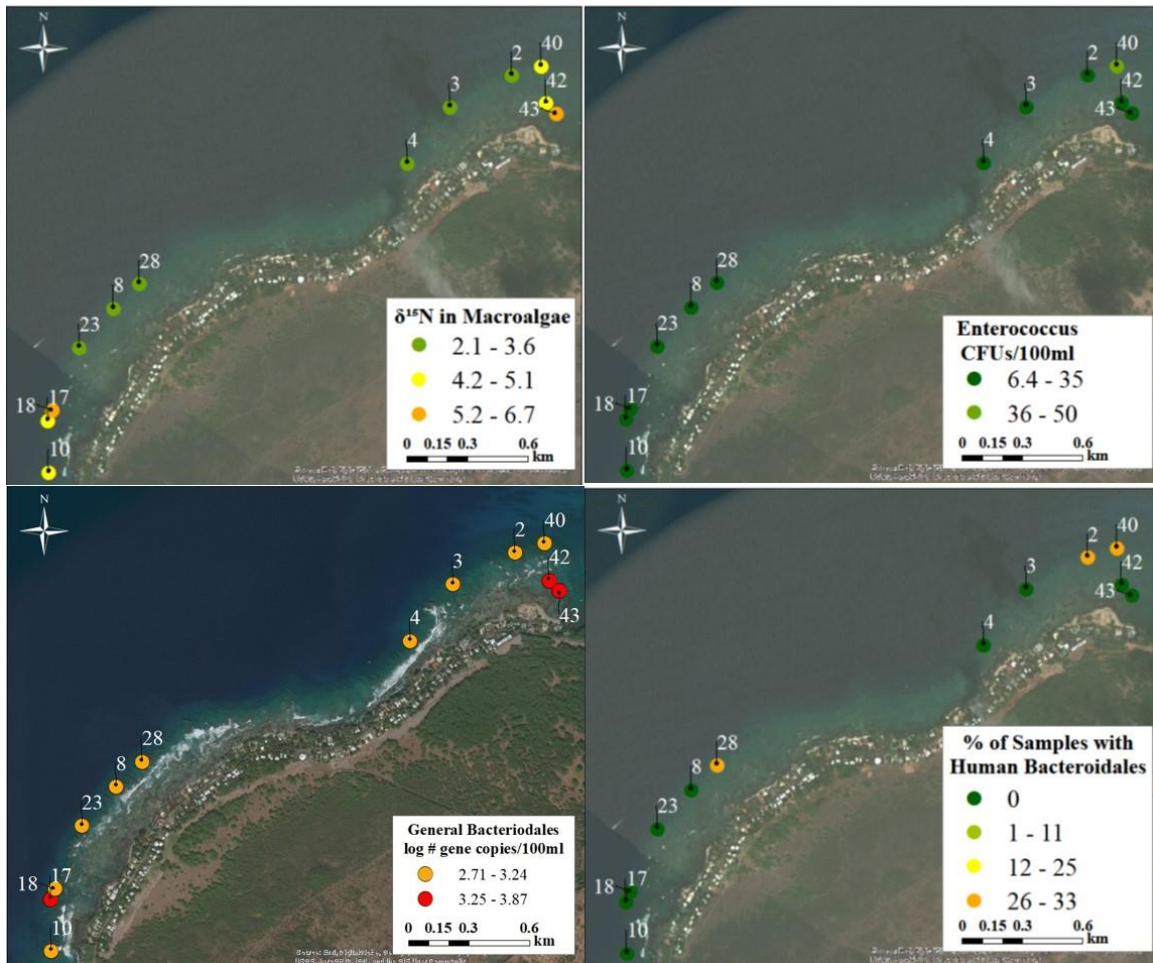 N
40
2
42
3
43
4
28
8
23
17
18
10
δ¹⁵N in Macroalgae
2.1 - 3.6
4.2 - 5.1
5.2 - 6.7
0 0.15 0.3 0.6
km
N
40
2
42
3
43
4
28
8
23
17
18
10
Enterococcus
CFUs/100ml
6.4 - 35
36 - 50
0 0.15 0.3 0.6
km
N
40
2
42
3
43
4
28
8
23
17
18
10
General Bacteriodales
log # gene copies/100ml
2.71 - 3.24
3.25 - 3.87
0 0.15 0.3 0.6
km
N
40
2
42
3
43
4
28
8
23
17
18
10
% of Samples with
Human Bacteroidales
0
1 - 11
12 - 25
26 - 33
0 0.15 0.3 0.6
km